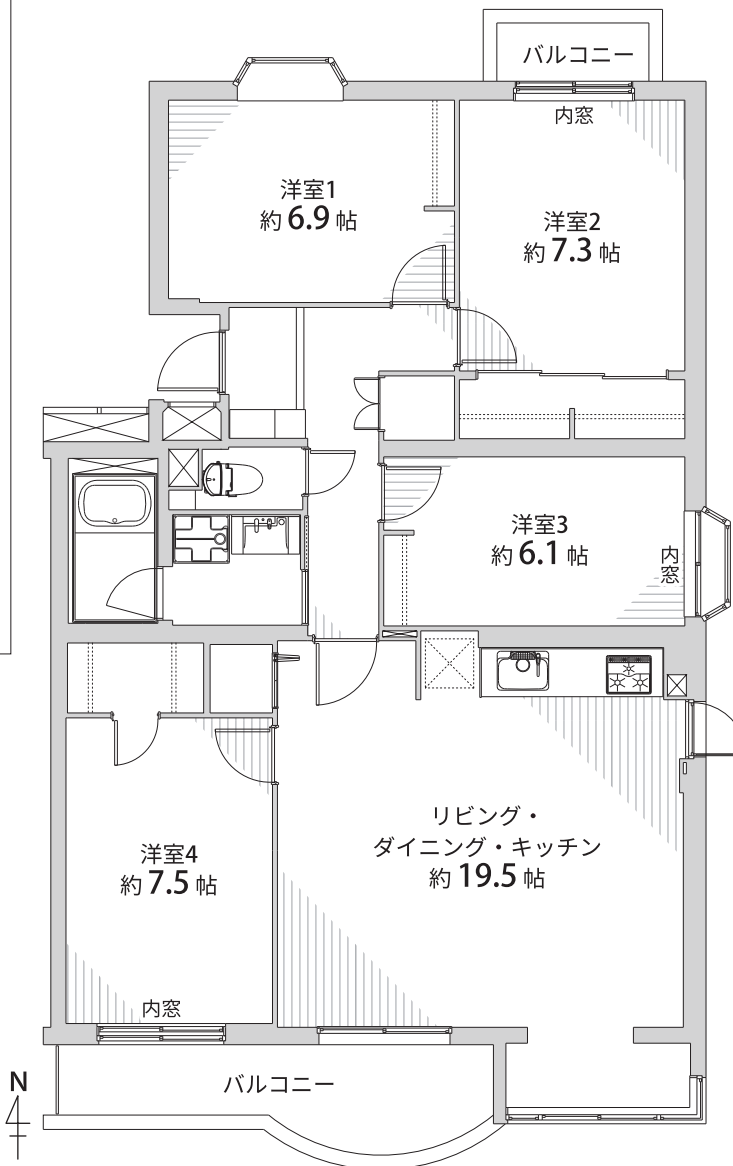 バルコニー
内窓
洋室1
約6.9帖
洋室2
約7.3帖
洋室3
約6.1帖
内窓
リビング・
ダイニング・キッチン
約19.5帖
洋室4
約7.5帖
内窓
バルコニー
N